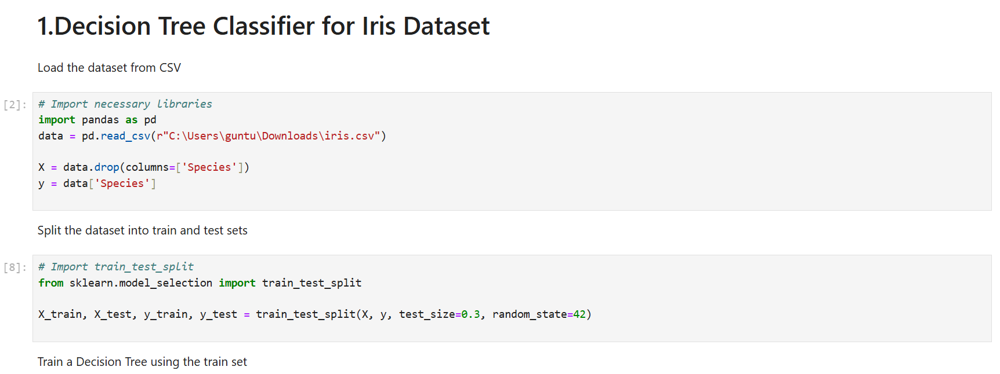 1.Decision Tree Classifier for Iris Dataset
Load the dataset from CSV
[2]:
# Import necessary libraries
import pandas as pd
data = pd.read_csv(r"C:\Users\guntu\Downloads\iris.csv")
X = data.drop(columns=['Species'])
y = data['Species']
Split the dataset into train and test sets
[8]:
# Import train_test_split
from sklearn.model_selection import train_test_split
X_train, X_test, y_train, y_test = train_test_split(X, y, test_size=0.3, random_state=42)
Train a Decision Tree using the train set